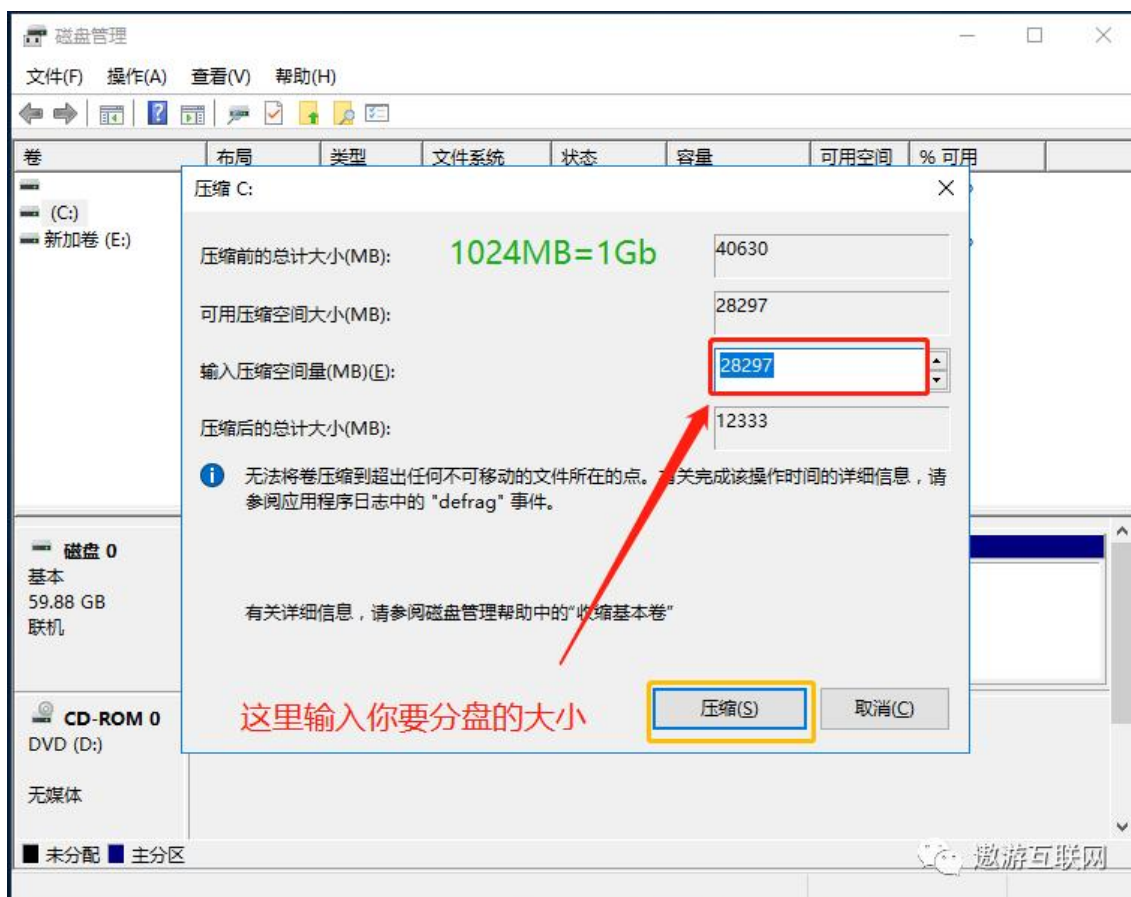 磁盘管理
文件(F) 操作(A) 查看(V) 帮助(H)
卷 布局 类型 文件系统 状态 容量 可用空间 % 可用
(C:)
新加卷 (E:)
压缩 C:
压缩前的总计大小(MB): 40630
1024MB=1Gb
可用压缩空间大小(MB): 28297
输入压缩空间量(MB)(E): 28297
压缩后的总计大小(MB): 12333
无法将卷压缩到超出任何不可移动的文件所在的点。有关完成该操作时间的详细信息，请
参阅应用程序日志中的 "defrag" 事件。
有关详细信息，请参阅磁盘管理帮助中的“收缩基本卷”
这里输入你要分盘的大小
压缩(S) 取消(C)
磁盘 0
基本
59.88 GB
联机
CD-ROM 0
DVD (D:)
无媒体
未分配 主分区
遨游互联网